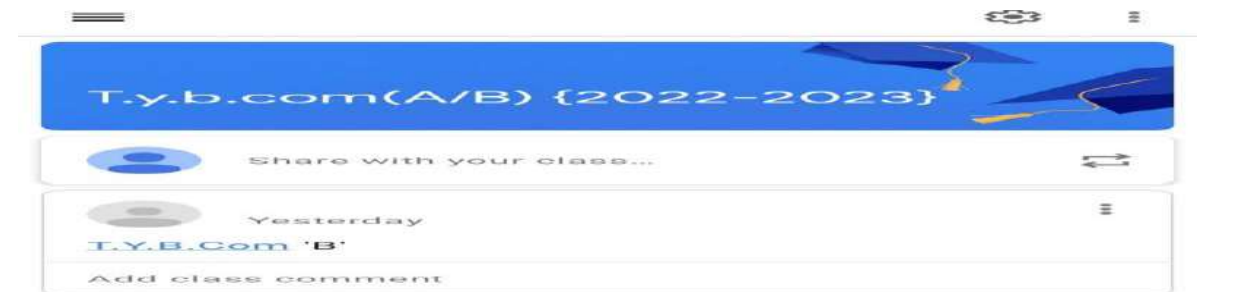 T.y.b.com(A/B) {2022-2023}
Share with your class...
Yesterday
T.Y.B.Com 'B'
Add class comment